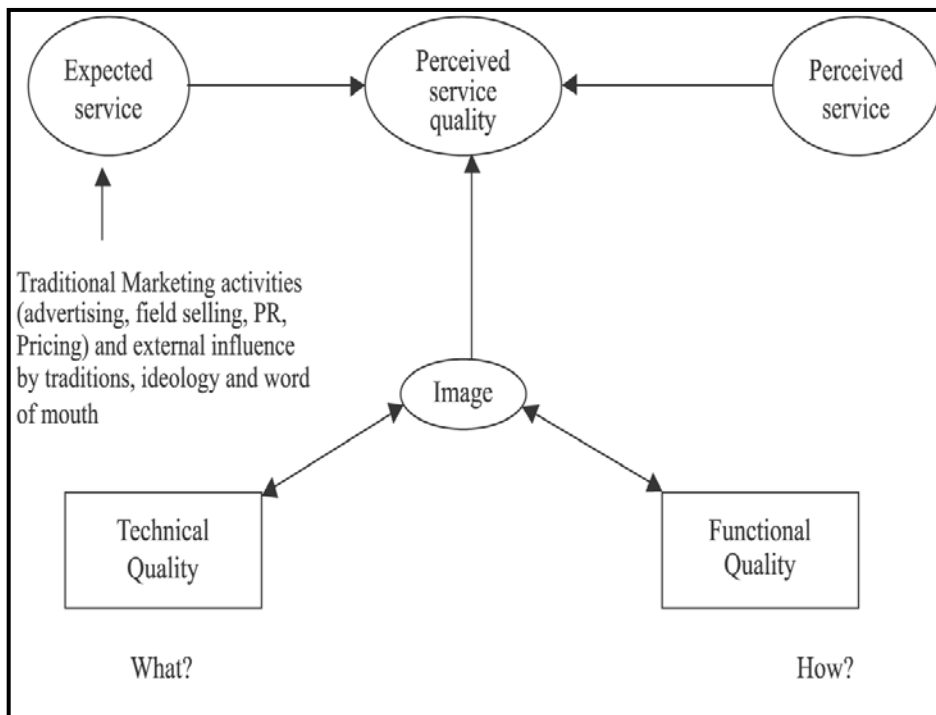 Expected
service
Perceived
service
quality
Perceived
service
Traditional Marketing activities
(advertising, field selling, PR,
Pricing) and external influence
by traditions, ideology and word
of mouth
Image
Technical
Quality
Functional
Quality
What?
How?